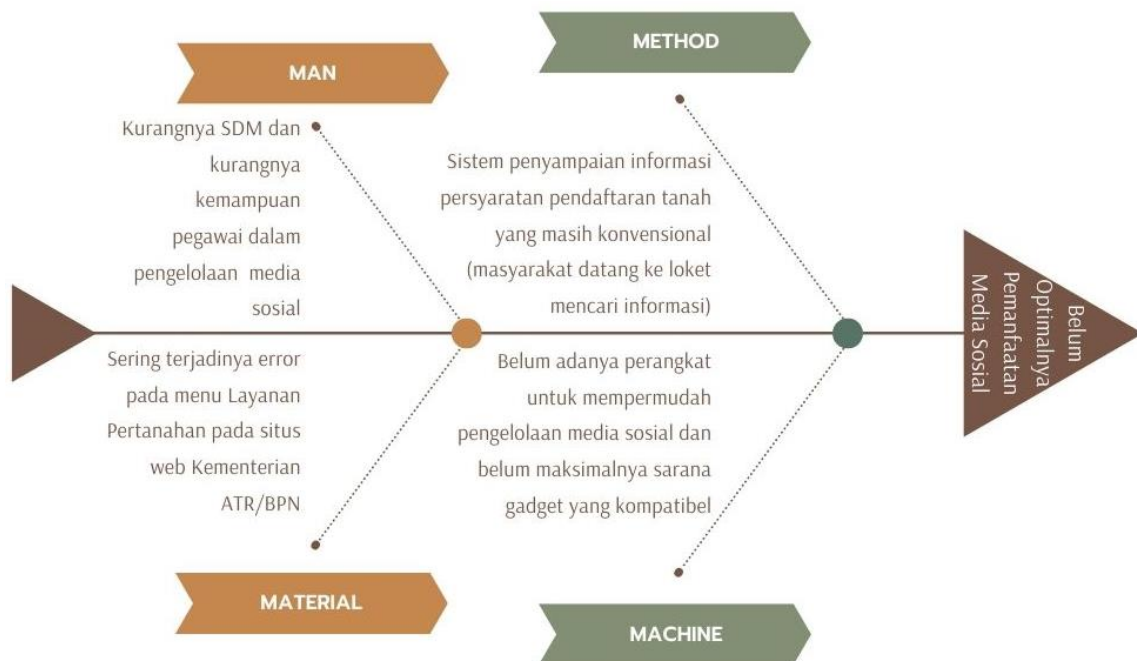 MAN
Kurangnya SDM dan
kurangnya
kemampuan
pegawai dalam
pengelolaan media
sosial
METHOD
Sistem penyampaian informasi
persyaratan pendaftaran tanah
yang masih konvensional
(masyarakat datang ke loket
mencari informasi)
Sering terjadinya error
pada menu Layanan
Pertanahan pada situs
web Kementerian
ATR/BPN
MATERIAL
Belum adanya perangkat
untuk mempermudah
pengelolaan media sosial dan
belum maksimalnya sarana
gadget yang kompatibel
MACHINE
Belum
Optimalnya
Pemanfaatan
Media Sosial